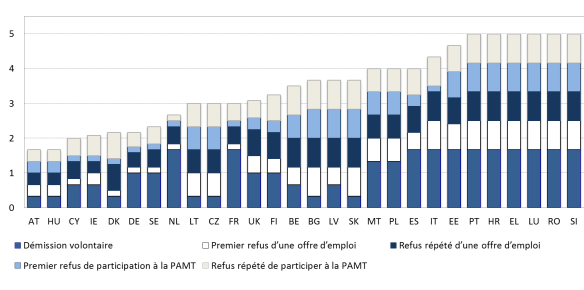 5
4
3
2
1
0
AT HU CY IE DK DE SE NL LT CZ FR UK FI BE BG LV SK MT PL ES IT EE PT HR EL LU RO SI
Démission volontaire Premier refus d'une offre d'emploi Refus répété d'une offre d'emploi
Premier refus de participation à la PAMT Refus répété de participer à la PAMT